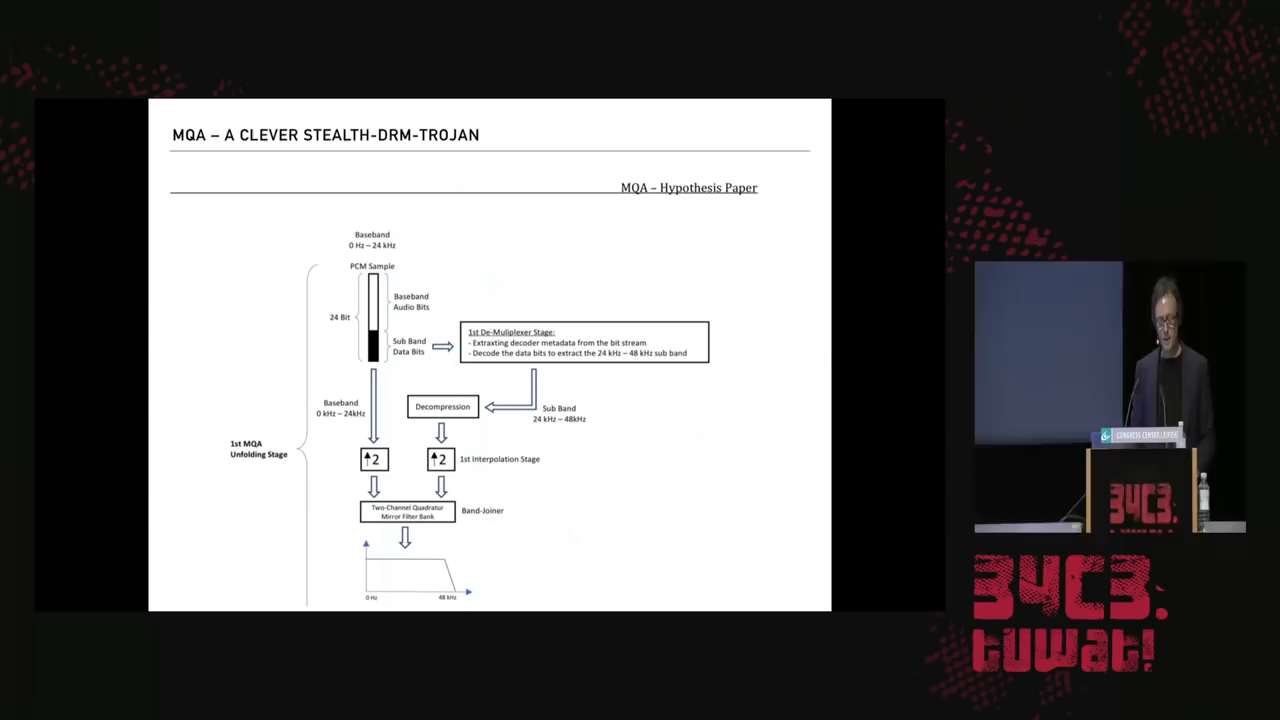 MQA – A CLEVER STEALTH-DRM-TROJAN
MQA – Hypothesis Paper
Baseband
0 Hz – 24 kHz
PCM Sample
24 Bit
Baseband
Audio Bits
Sub Band
Data Bits
1st De-Muliplexer Stage:
- Extraxting decoder metadata from the bit stream
- Decode the data bits to extract the 24 kHz – 48 kHz sub band
Baseband
0 kHz – 24kHz
Decompression
Sub Band
24 kHz – 48kHz
1st MQA
Unfolding Stage
2
2
1st Interpolation Stage
Two-Channel Quadratur
Mirror Filter Bank
Band-Joiner
0 Hz
48 kHz
CONGRESS CENTER LEIPZIG
34C3.
34C3.
tuwat!